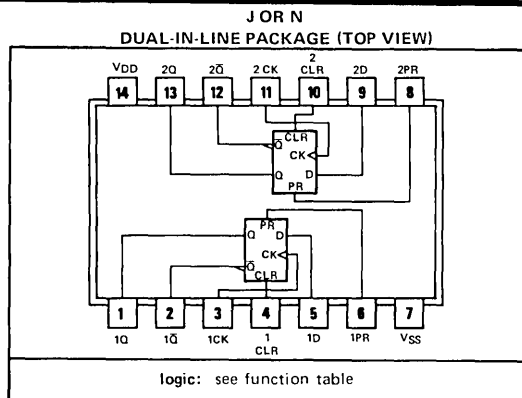 J OR N
DUAL-IN-LINE PACKAGE (TOP VIEW)
VDD 2Q 2Q̅ 2 CK 2 CLR 2D 2PR
14 13 12 11 10 9 8
CLR
Q̅ CK
Q D
PR
PR
Q D
CK
Q̅ CLR
1 2 3 4 5 6 7
1Q 1Q̅ 1CK 1 CLR 1D 1PR VSS
logic: see function table